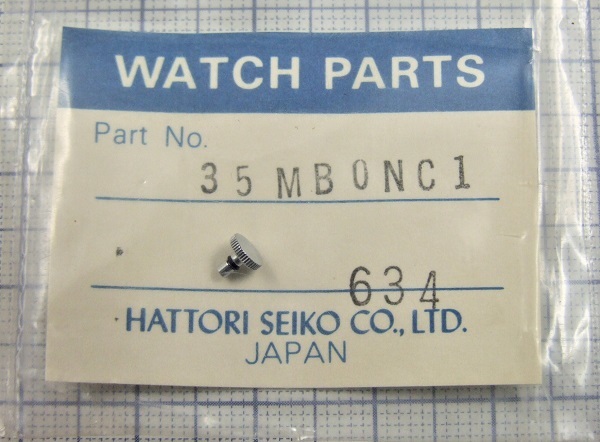 WATCH PARTS
Part No.
35MB0NC1
634
HATTORI SEIKO CO., LTD.
JAPAN